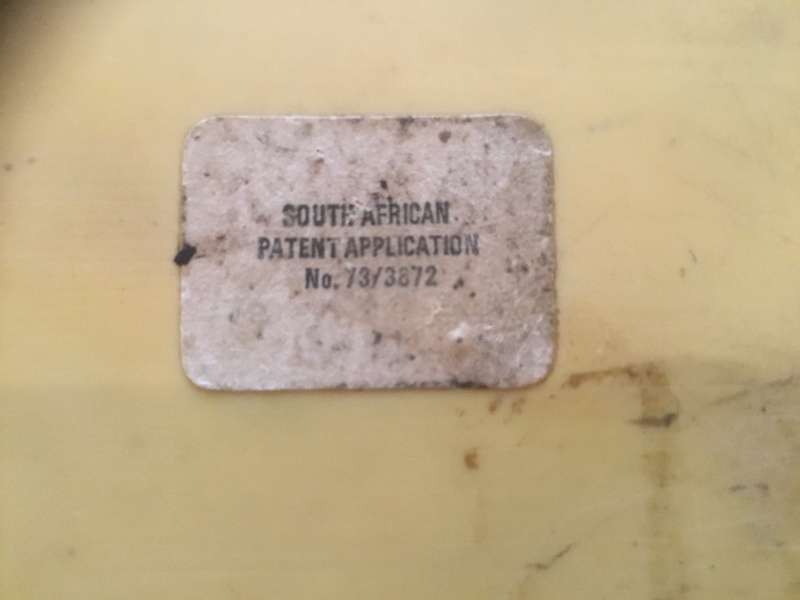 SOUTH AFRICAN
PATENT APPLICATION
No. 73/3872